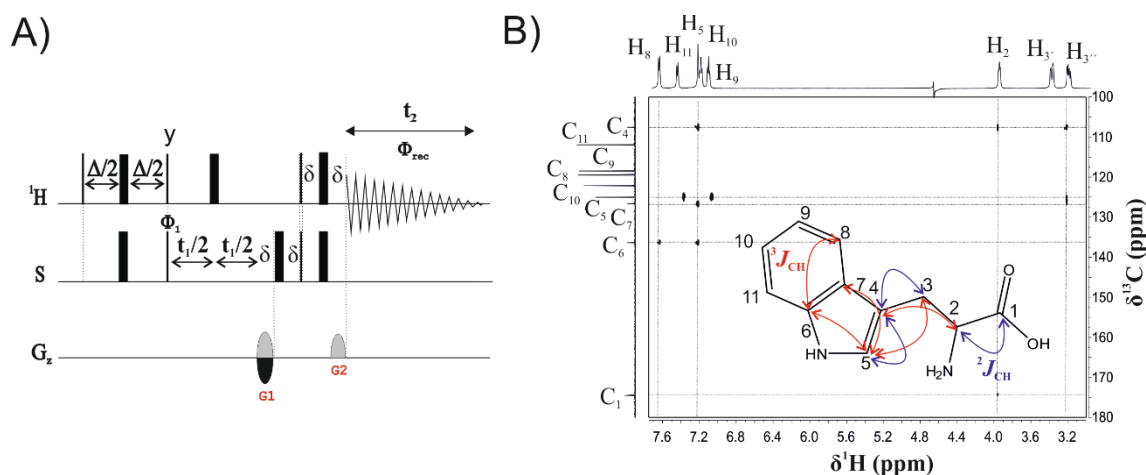 A)
y
t₂
Φrec
Δ/2
Δ/2
δ
δ
¹H
Φ₁
t₁/2
t₁/2
δ
δ
S
Gz
G1
G2
B)
H₈
H₁₁
H₅
H₁₀
H₉
H₂
H₃′
H₃′′
C₄
C₁₁
C₉
C₈
C₁₀
C₅
C₇
C₆
C₁
100
110
120
130
140
150
160
170
180
δ¹³C (ppm)
9
8
10
³JCH
11
7
4
3
O
6
2
1
HN
5
H₂N
OH
²JCH
7.6 7.2 6.8 6.4 6.0 5.6 5.2 4.8 4.4 4.0 3.6 3.2
δ¹H (ppm)